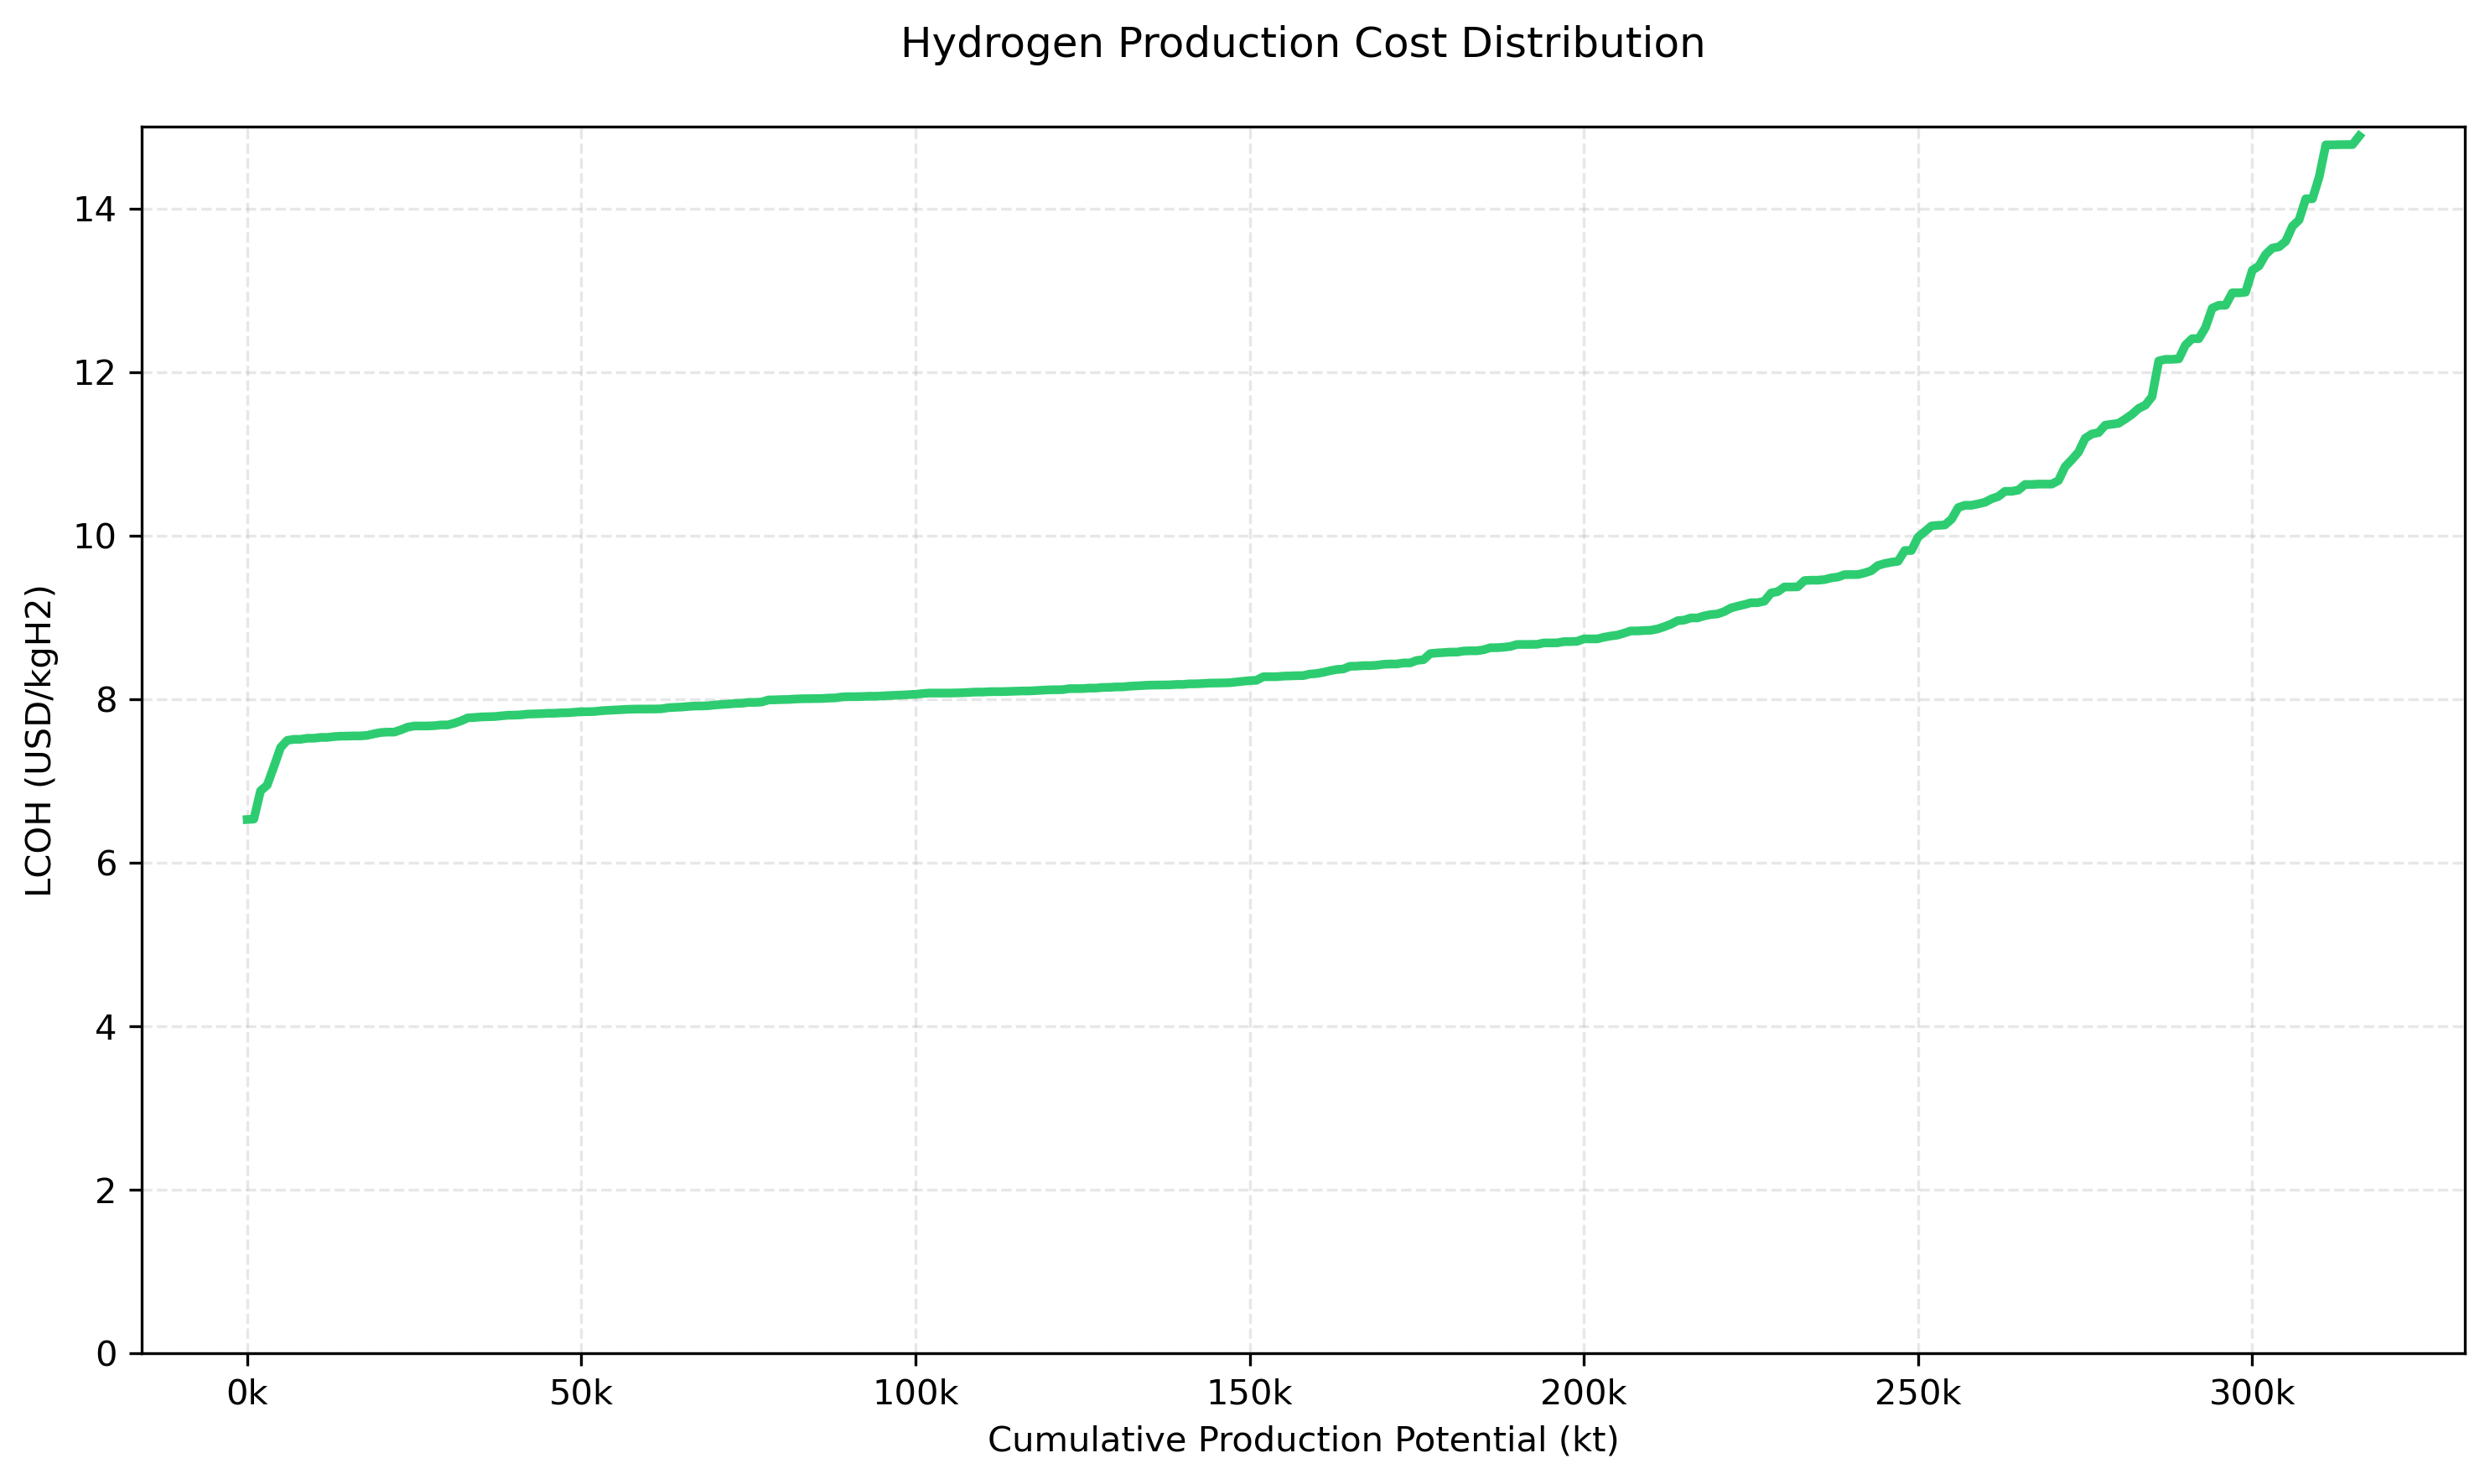 Hydrogen Production Cost Distribution
LCOH (USD/kgH2)
14
12
10
8
6
4
2
0
0k 50k 100k 150k 200k 250k 300k
Cumulative Production Potential (kt)